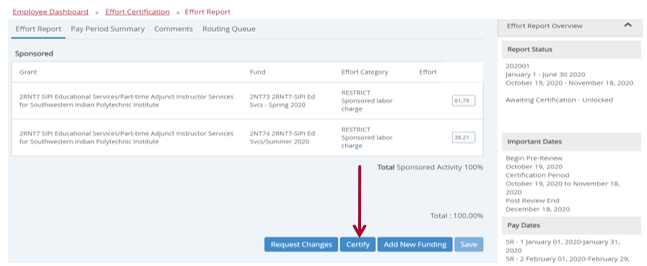 Employee Dashboard • Effort Certification • Effort Report
Effort Report Pay Period Summary Comments Routing Queue
Sponsored
Grant Fund Effort Category Effort
2RNT7 SIPI Educational Services/Part-time Adjunct Instructor Services
for Southwestern Indian Polytechnic Institute
2NT73 2RNT7-SIPI Ed
Svcs - Spring 2020
RESTRICT
Sponsored labor
charge
61.79
2RNT7 SIPI Educational Services/Part-time Adjunct Instructor Services
for Southwestern Indian Polytechnic Institute
2NT74 2RNT7-SIPI Ed
Svcs/Summer 2020
RESTRICT
Sponsored labor
charge
38.21
Total Sponsored Activity 100%
Total : 100.00%
Request Changes Certify Add New Funding Save
Effort Report Overview
Report Status
202001
January 1 - June 30 2020
October 19, 2020 - November 18, 2020
Awaiting Certification - Unlocked
Important Dates
Begin Pre-Review
October 19, 2020
Certification Period
October 19, 2020 to November 18,
2020
Post Review End
December 18, 2020
Pay Dates
5R - 1 January 01, 2020-January 31,
2020
5R - 2 February 01, 2020-February 29,